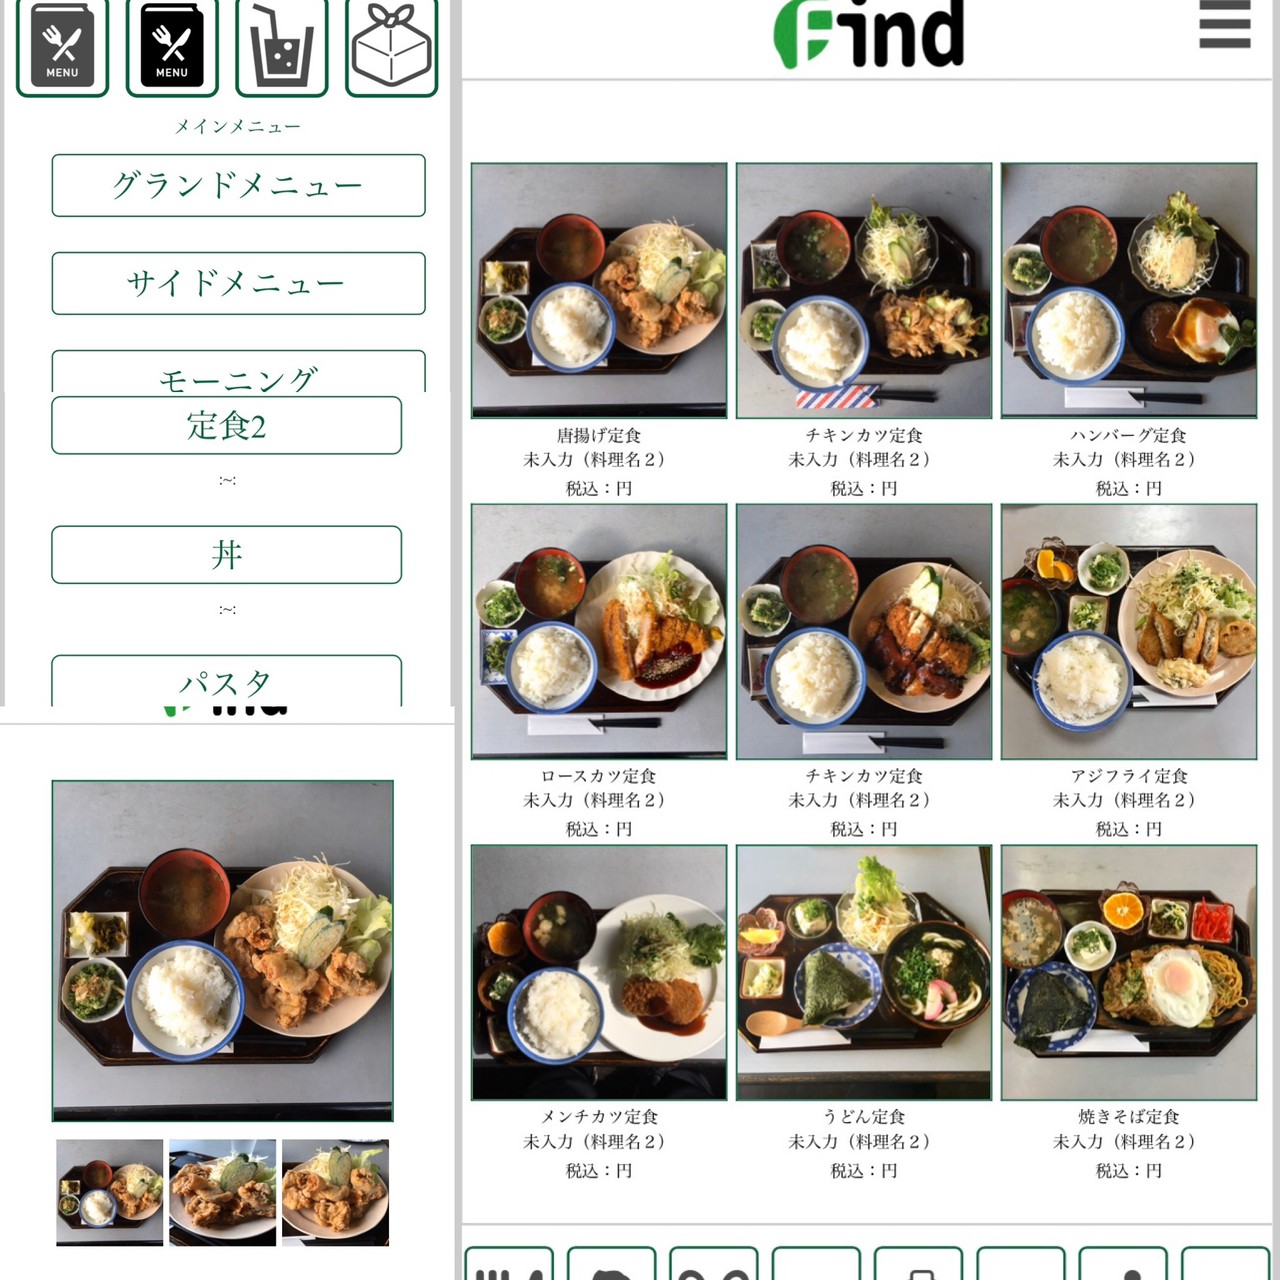 MENU
MENU
メインメニュー
グランドメニュー
サイドメニュー
モーニング
定食2
:~:
丼
:~:
パスタ
Find
唐揚げ定食
未入力（料理名２）
税込：円
チキンカツ定食
未入力（料理名２）
税込：円
ハンバーグ定食
未入力（料理名２）
税込：円
ロースカツ定食
未入力（料理名２）
税込：円
チキンカツ定食
未入力（料理名２）
税込：円
アジフライ定食
未入力（料理名２）
税込：円
メンチカツ定食
未入力（料理名２）
税込：円
うどん定食
未入力（料理名２）
税込：円
焼きそば定食
未入力（料理名２）
税込：円